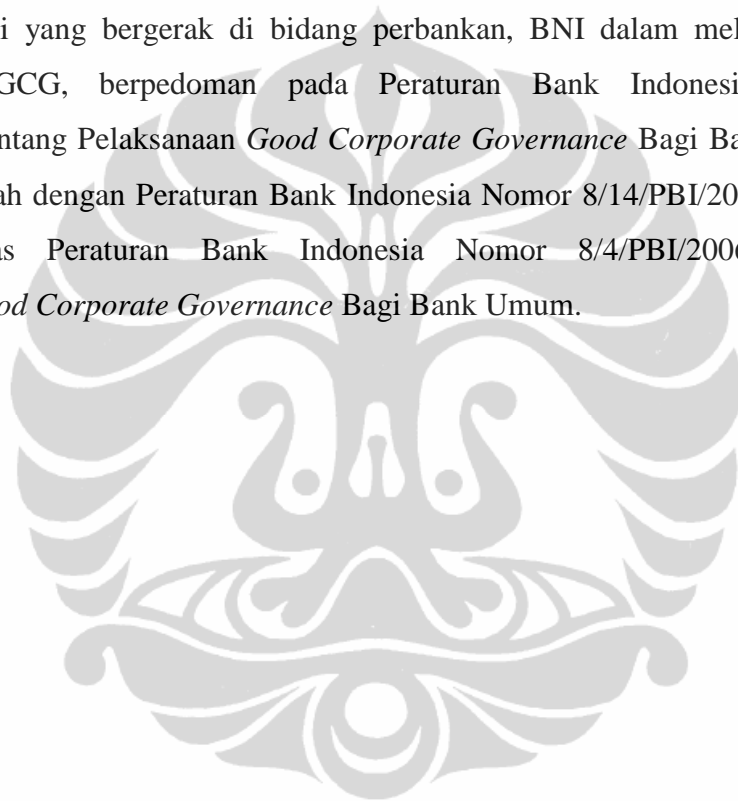 i yang bergerak di bidang perbankan, BNI dalam mel
GCG, berpedoman pada Peraturan Bank Indonesi
ntang Pelaksanaan Good Corporate Governance Bagi Ba
ah dengan Peraturan Bank Indonesia Nomor 8/14/PBI/20
as Peraturan Bank Indonesia Nomor 8/4/PBI/2006
od Corporate Governance Bagi Bank Umum.